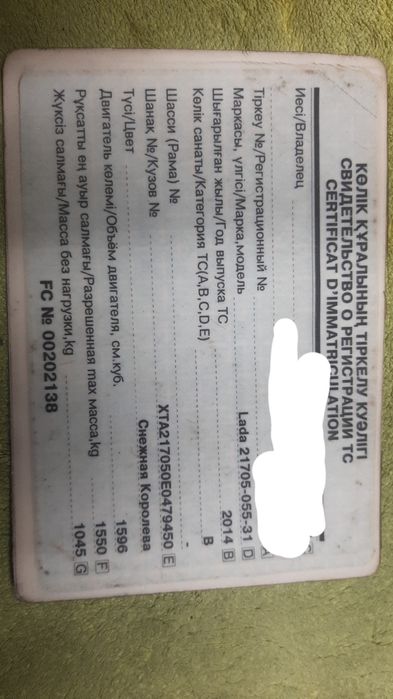 КӨЛІК ҚҰРАЛЫНЫҢ ТІРКЕЛУ КУӘЛІГІ
СВИДЕТЕЛЬСТВО О РЕГИСТРАЦИИ ТС
CERTIFICAT D'IMMATRICULATION
Иесі/Владелец
Тіркеу №/Регистрационный №
Маркасы, үлгісі/Марка,модель Lada 21705-055-31 D
Шығарылған жылы/Год выпуска ТС 2014 B
Көлік санаты/Категория ТС(А,В,С,D,E) B
Шасси (Рама) № -
Шанақ №/Кузов № XTA217050E0479450 E
Түсі/Цвет Снежная Королева
Двигатель көлемі/Объём двигателя, см.куб. 1596
Рұқсатты ең ауыр салмағы/Разрешенная max масса,kg 1550 F
Жүксіз салмағы/Масса без нагрузки,kg 1045 G
FC № 00202138